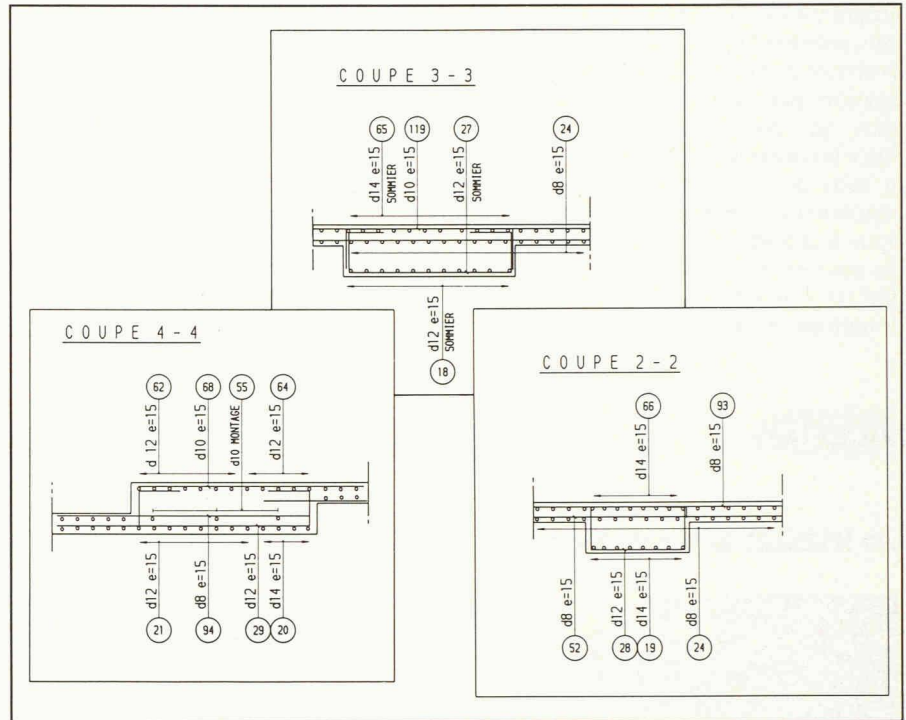 COUPE 3-3
65
119
27
24
d14 e=15
SOMMIER
d10 e=15
d12 e=15
SOMMIER
d8 e=15
d12 e=15
SOMMIER
18
COUPE 4-4
62
68
55
64
d 12 e=15
d10 e=15
d10 MONTAGE
d12 e=15
d12 e=15
d8 e=15
d12 e=15
d14 e=15
21
94
29
20
COUPE 2-2
66
93
d14 e=15
d8 e=15
d8 e=15
d12 e=15
d14 e=15
d8 e=15
52
28
19
24